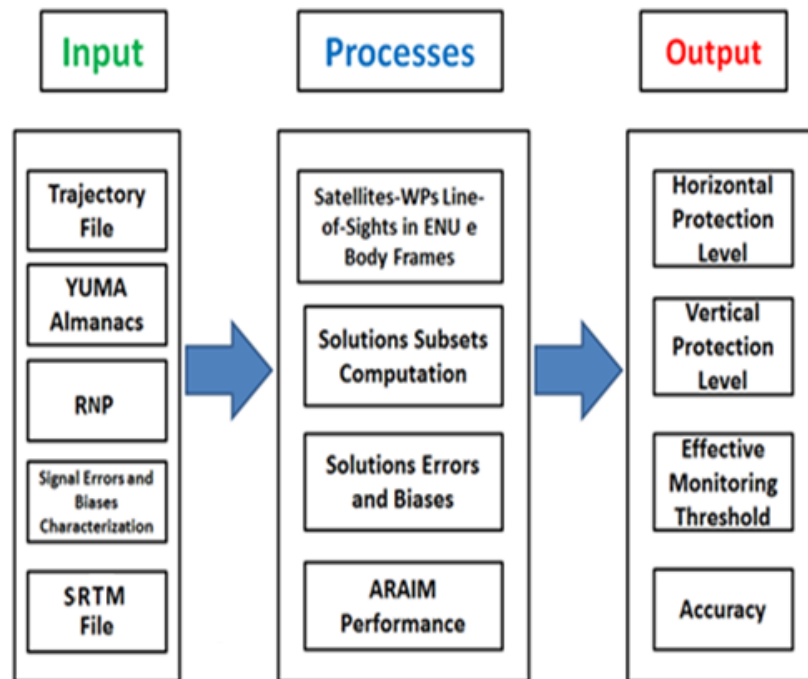 Input
Processes
Output
Trajectory
File
YUMA
Almanacs
RNP
Signal Errors and
Biases
Characterization
SRTM
File
Satellites-WPs Line-
of-Sights in ENU e
Body Frames
Solutions Subsets
Computation
Solutions Errors
and Biases
ARAIM
Performance
Horizontal
Protection
Level
Vertical
Protection
Level
Effective
Monitoring
Threshold
Accuracy